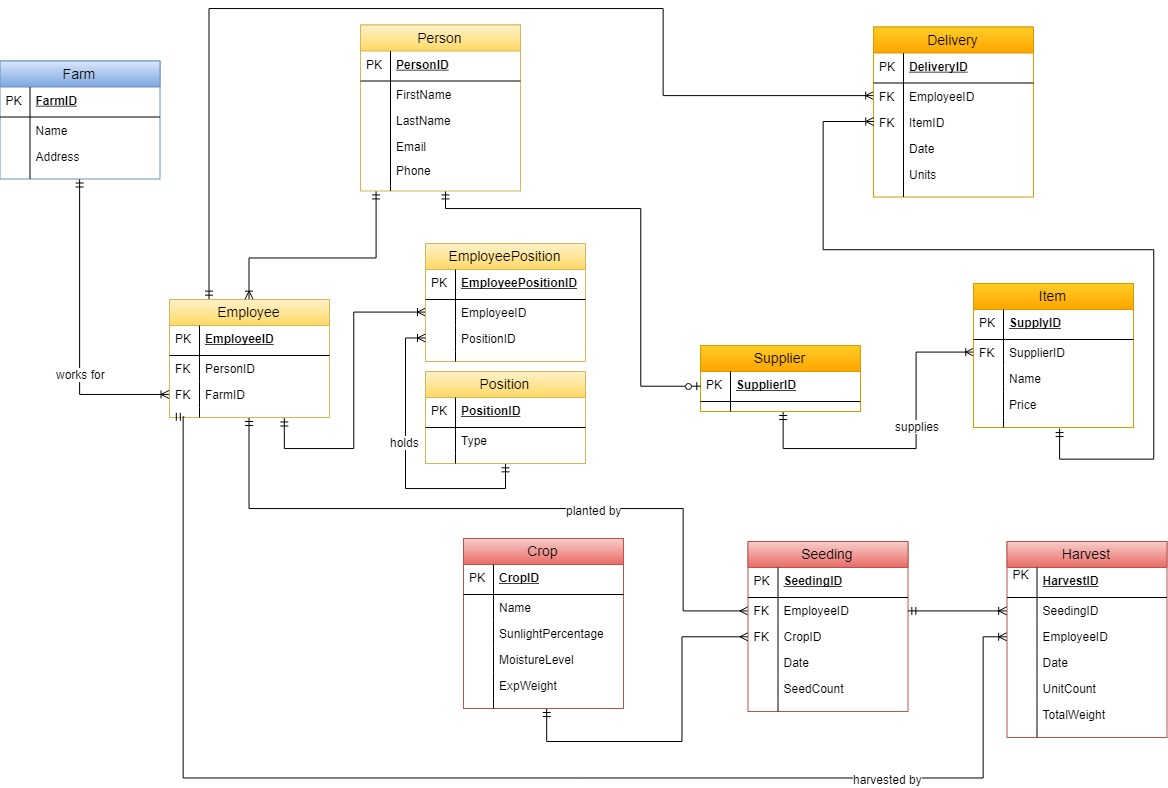 Farm
PK FarmID
Name
Address
Person
PK PersonID
FirstName
LastName
Email
Phone
Delivery
PK DeliveryID
FK EmployeeID
FK ItemID
Date
Units
EmployeePosition
PK EmployeePositionID
EmployeeID
PositionID
Employee
PK EmployeeID
FK PersonID
FK FarmID
works for
Position
PK PositionID
Type
holds
Supplier
PK SupplierID
supplies
Item
PK SupplyID
FK SupplierID
Name
Price
planted by
Crop
PK CropID
Name
SunlightPercentage
MoistureLevel
ExpWeight
Seeding
PK SeedingID
FK EmployeeID
FK CropID
Date
SeedCount
Harvest
PK HarvestID
SeedingID
EmployeeID
Date
UnitCount
TotalWeight
harvested by